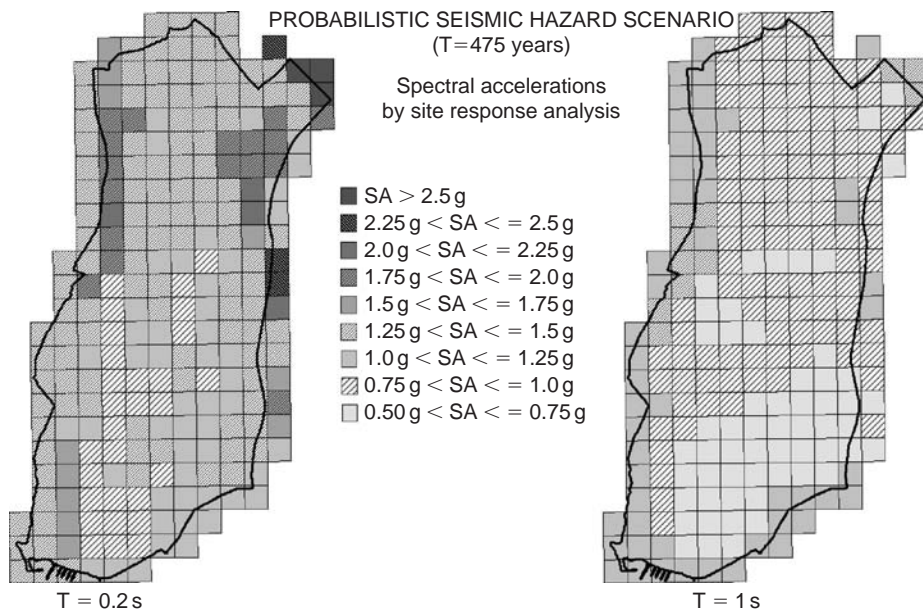 PROBABILISTIC SEISMIC HAZARD SCENARIO
(T=475 years)
Spectral accelerations
by site response analysis
SA > 2.5 g
2.25 g < SA < = 2.5 g
2.0 g < SA < = 2.25 g
1.75 g < SA < = 2.0 g
1.5 g < SA < = 1.75 g
1.25 g < SA < = 1.5 g
1.0 g < SA < = 1.25 g
0.75 g < SA < = 1.0 g
0.50 g < SA < = 0.75 g
T = 0.2 s
T = 1 s